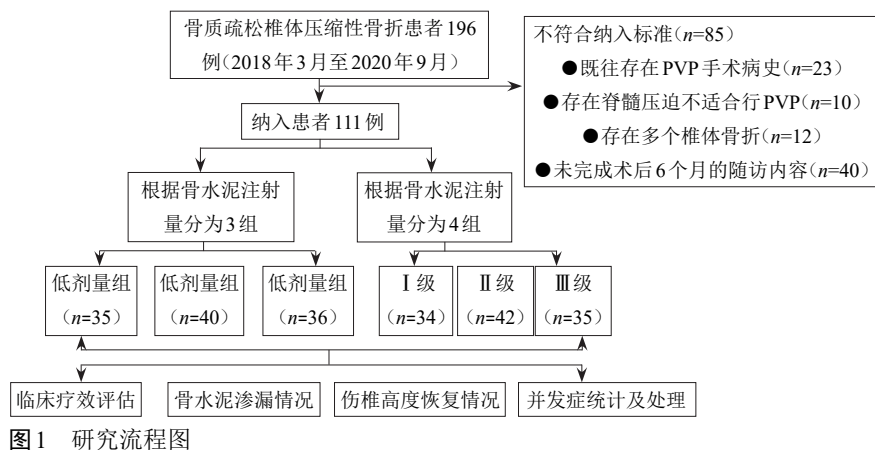 骨质疏松椎体压缩性骨折患者196
例(2018年3月至2020年9月)
不符合纳入标准(n=85)
●既往存在PVP手术病史(n=23)
●存在脊髓压迫不适合行PVP(n=10)
●存在多个椎体骨折(n=12)
●未完成术后6个月的随访内容(n=40)
纳入患者111例
根据骨水泥注射
量分为3组
根据骨水泥注射
量分为4组
低剂量组
(n=35)
低剂量组
(n=40)
低剂量组
(n=36)
Ⅰ级
(n=34)
Ⅱ级
(n=42)
Ⅲ级
(n=35)
临床疗效评估
骨水泥渗漏情况
伤椎高度恢复情况
并发症统计及处理
图1 研究流程图